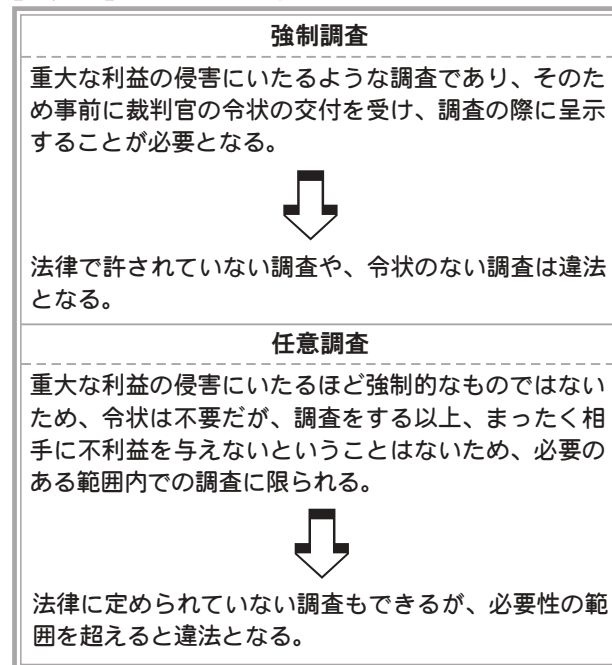 強制調査
重大な利益の侵害にいたるような調査であり、そのた
め事前に裁判官の令状の交付を受け、調査の際に呈示
することが必要となる。
法律で許されていない調査や、令状のない調査は違法
となる。
任意調査
重大な利益の侵害にいたるほど強制的なものではない
ため、令状は不要だが、調査をする以上、まったく相
手に不利益を与えないということはないため、必要の
ある範囲内での調査に限られる。
法律に定められていない調査もできるが、必要性の範
囲を超えると違法となる。